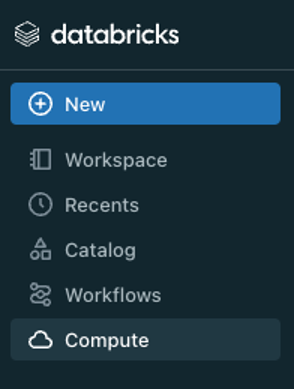 databricks
New
Workspace
Recents
Catalog
Workflows
Compute